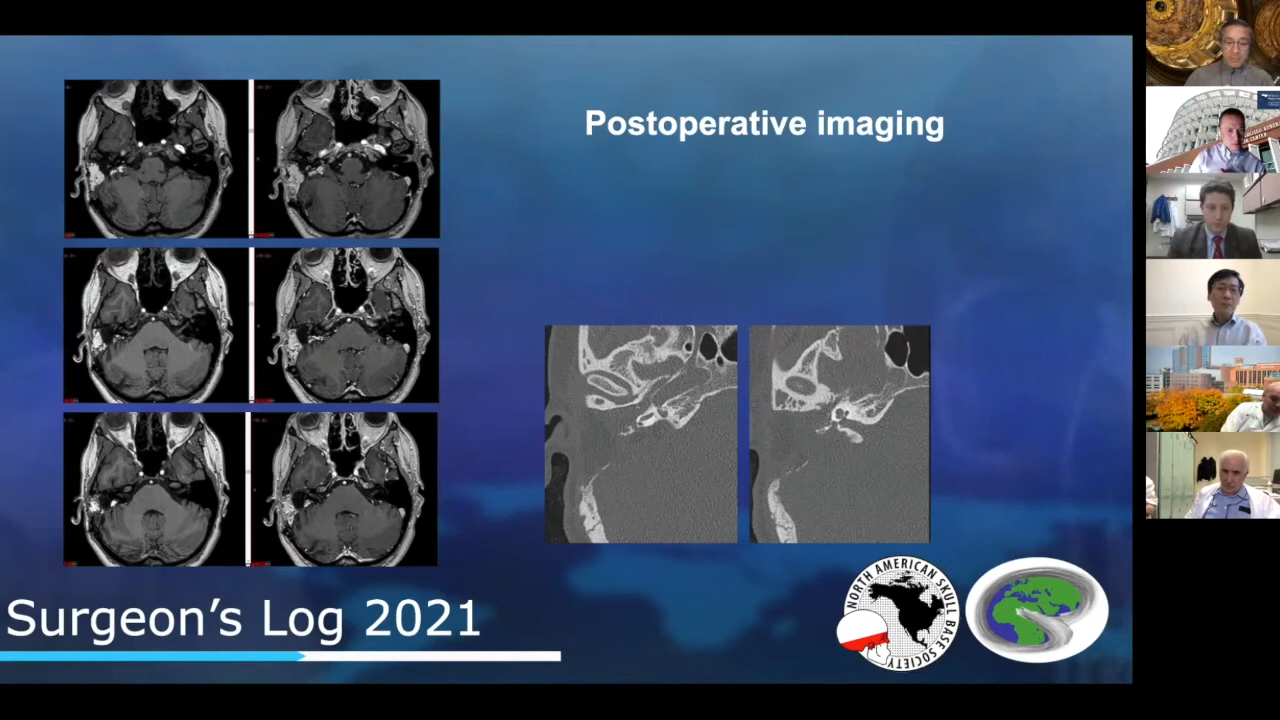 Postoperative imaging
Surgeon's Log 2021
NORTH AMERICAN SKULL BASE SOCIETY